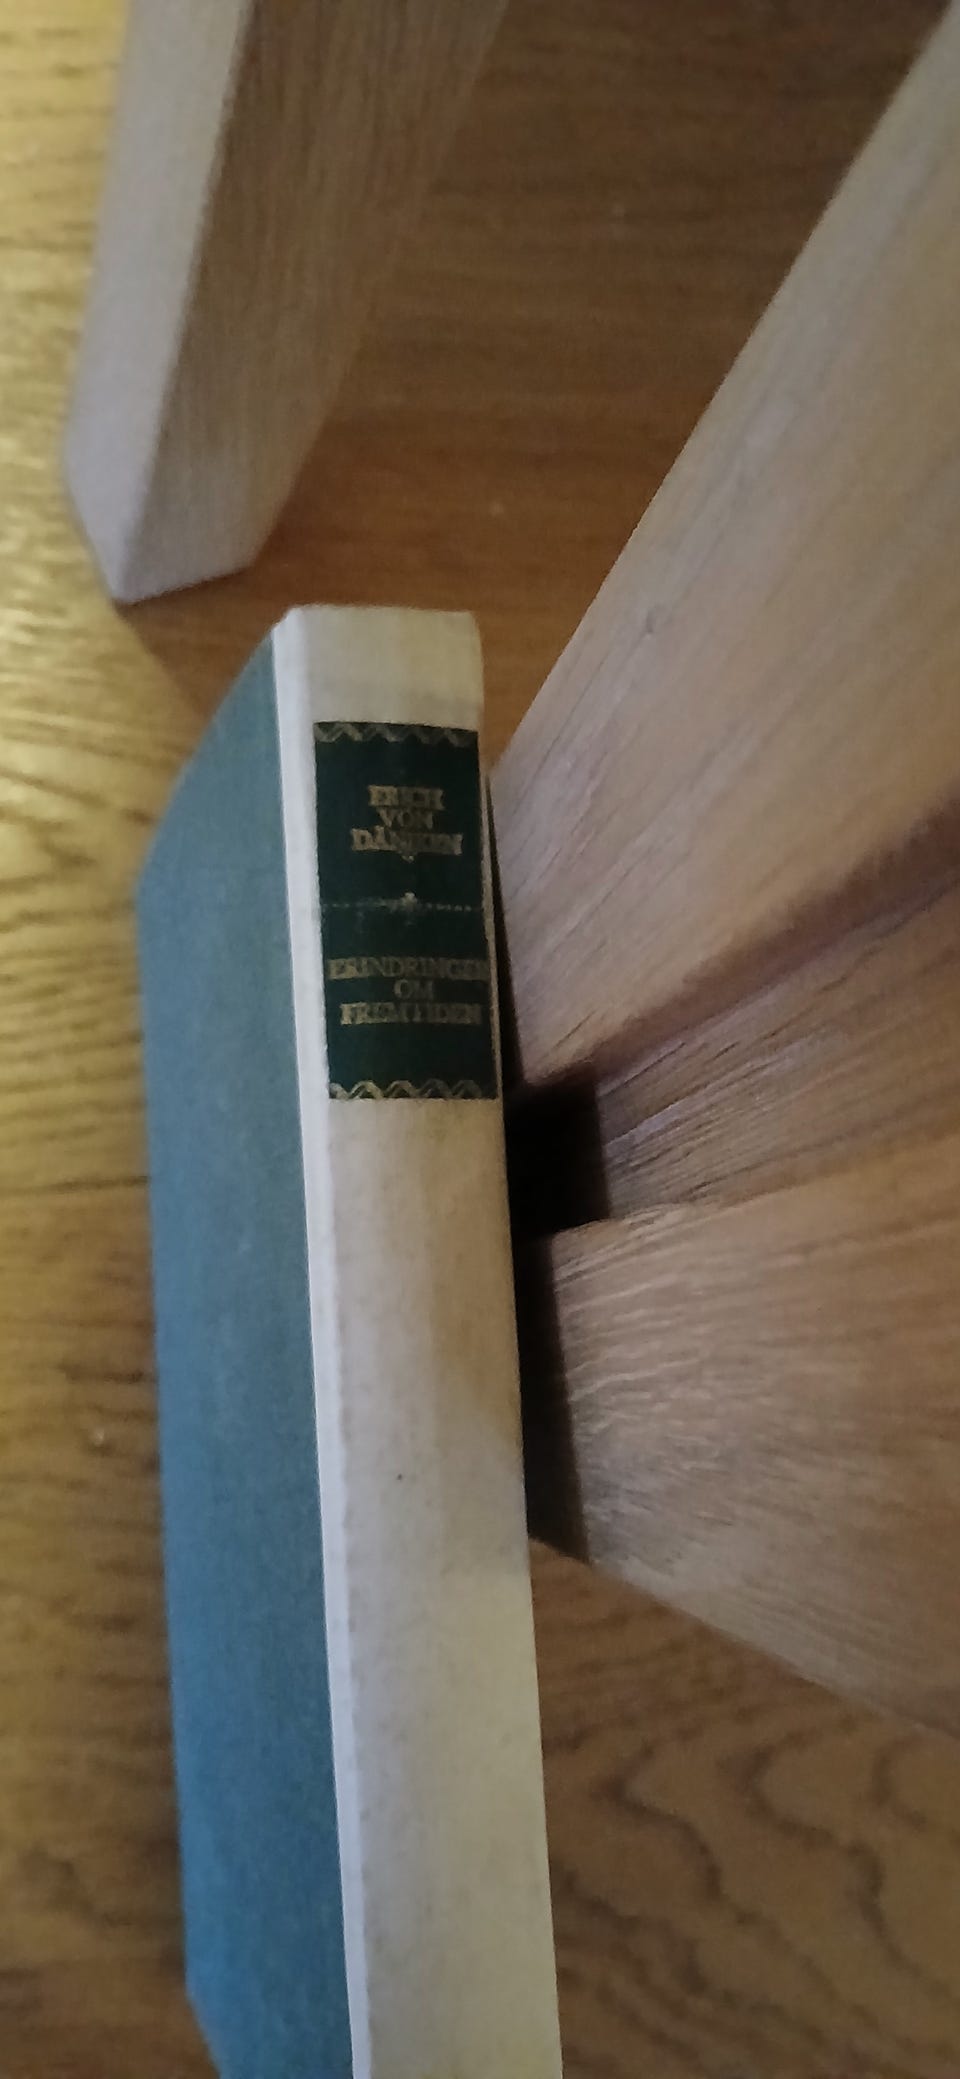 ERICH
VON
DÄNIKEN
ERINDRINGER
OM
FREMTIDEN